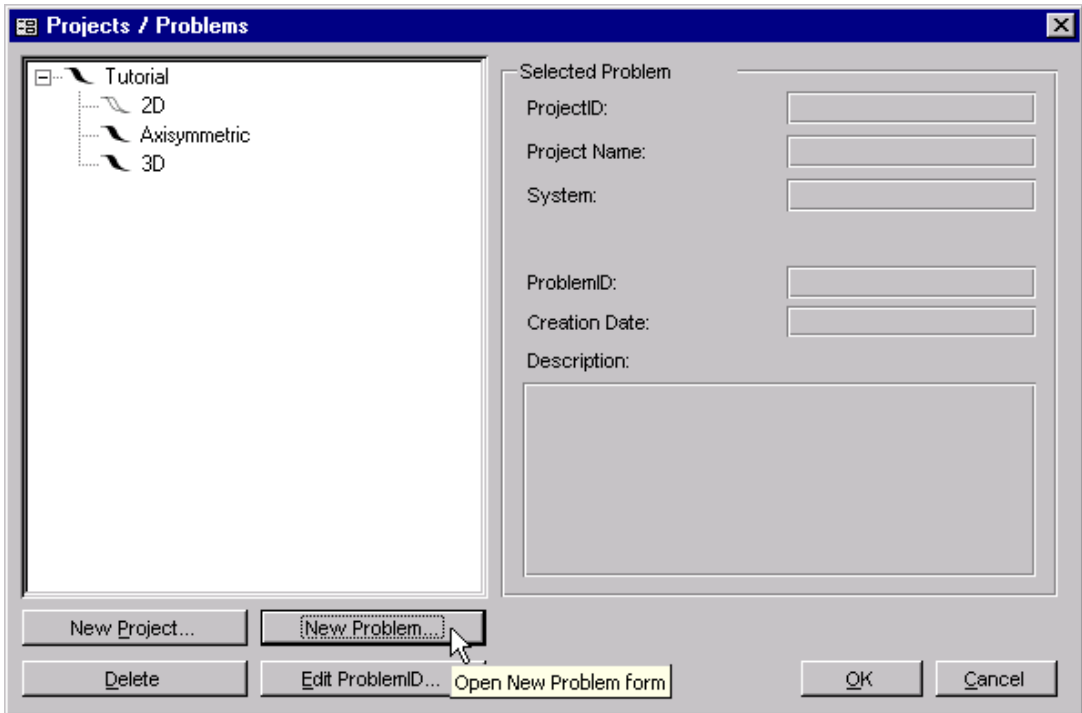 Projects / Problems
Tutorial
2D
Axisymmetric
3D
Selected Problem
ProjectID:
Project Name:
System:
ProblemID:
Creation Date:
Description:
New Project...
New Problem...
Delete
Edit ProblemID...
Open New Problem form
OK
Cancel